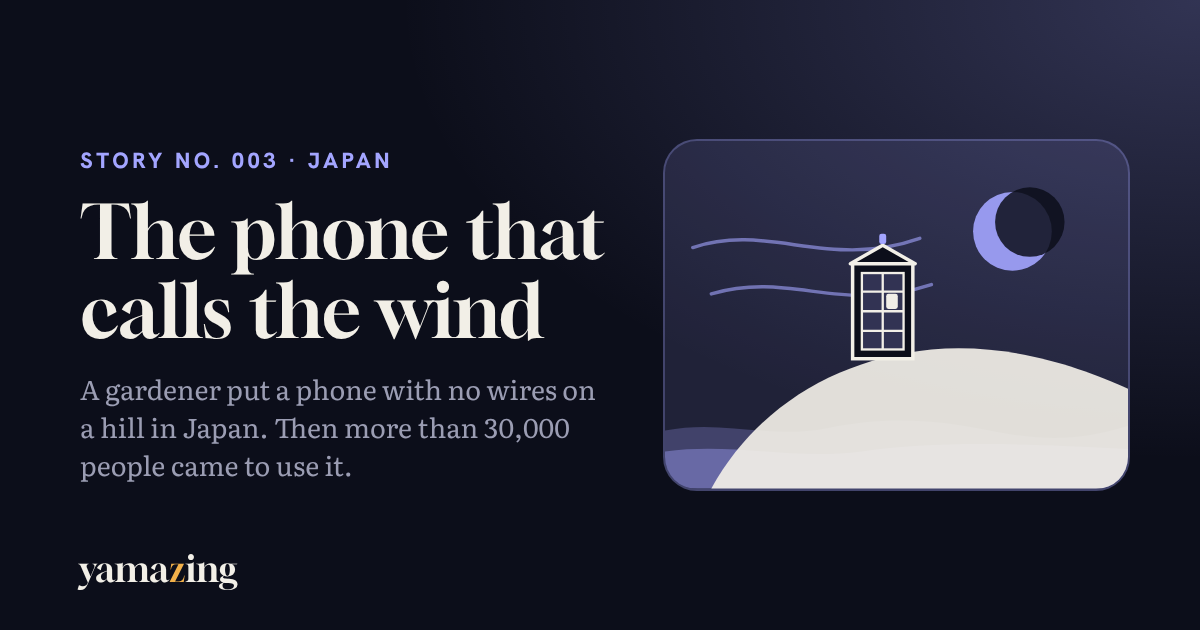 STORY NO. 003 · JAPAN
The phone that
calls the wind
A gardener put a phone with no wires on
a hill in Japan. Then more than 30,000
people came to use it.
yamazing